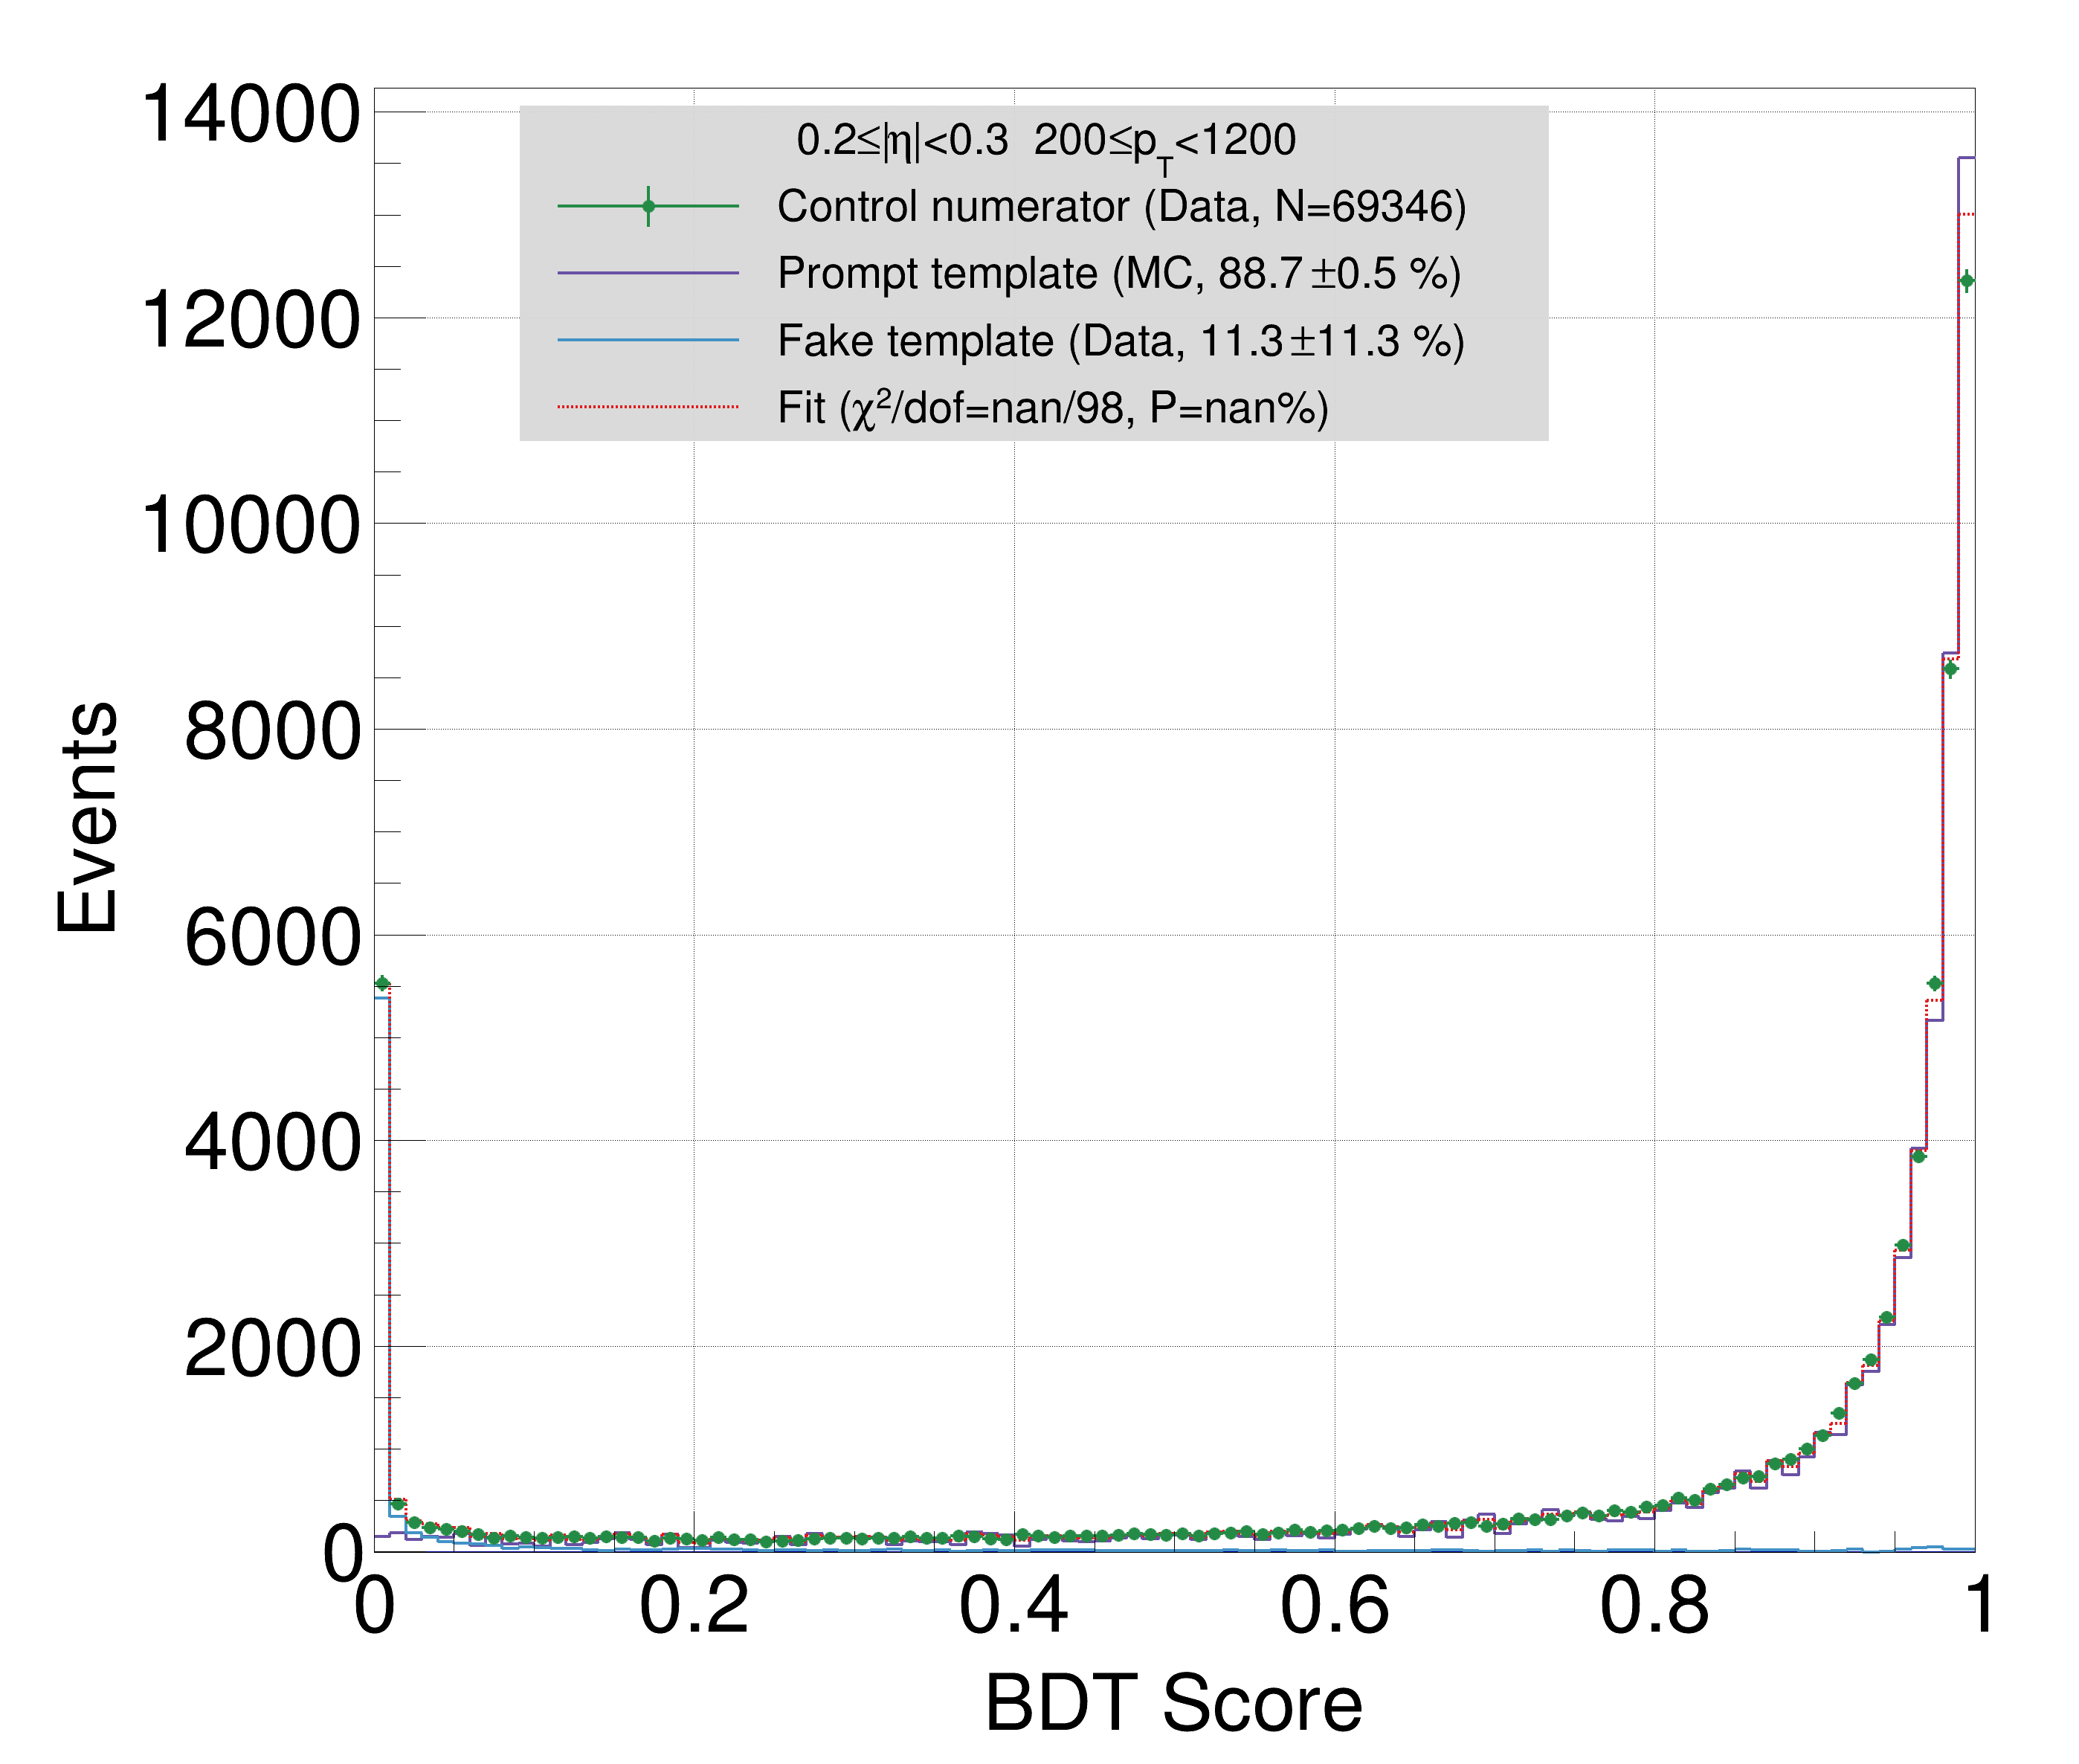 14000
12000
10000
8000
6000
4000
2000
0
Events
0.2≤|η|<0.3 200≤pT<1200
Control numerator (Data, N=69346)
Prompt template (MC, 88.7±0.5 %)
Fake template (Data, 11.3±11.3 %)
Fit (χ²/dof=nan/98, P=nan%)
0 0.2 0.4 0.6 0.8 1
BDT Score